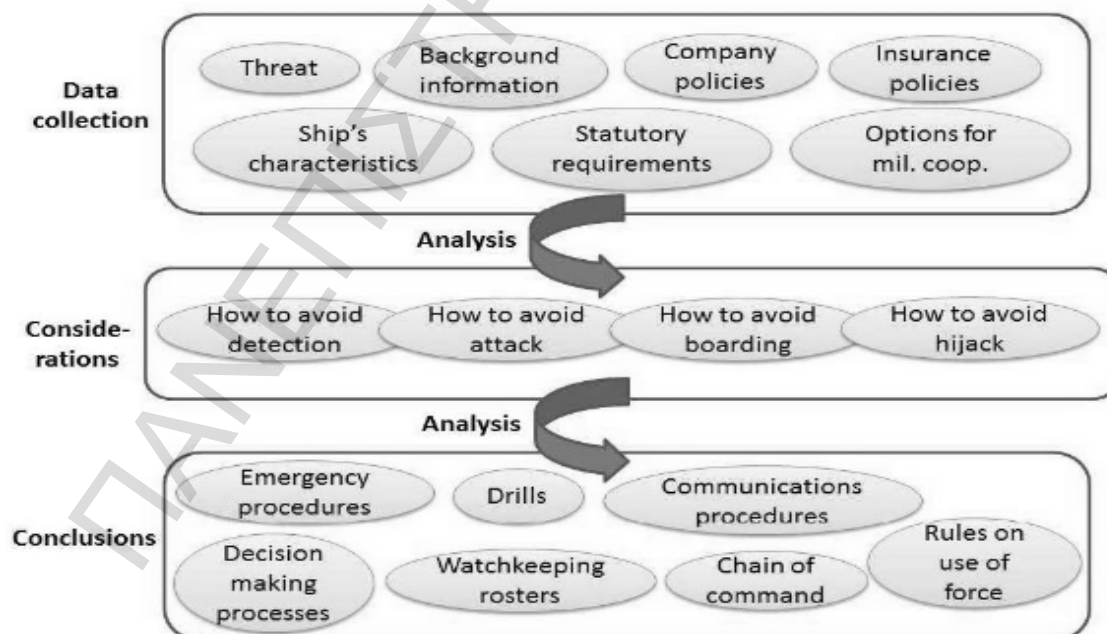 Data
collection
Threat
Background
information
Company
policies
Insurance
policies
Ship's
characteristics
Statutory
requirements
Options for
mil. coop.
Analysis
Conside-
rations
How to avoid
detection
How to avoid
attack
How to avoid
boarding
How to avoid
hijack
Analysis
Conclusions
Emergency
procedures
Drills
Communications
procedures
Decision
making
processes
Watchkeeping
rosters
Chain of
command
Rules on
use of
force
ΠΑΝΕΠΙΣΤ